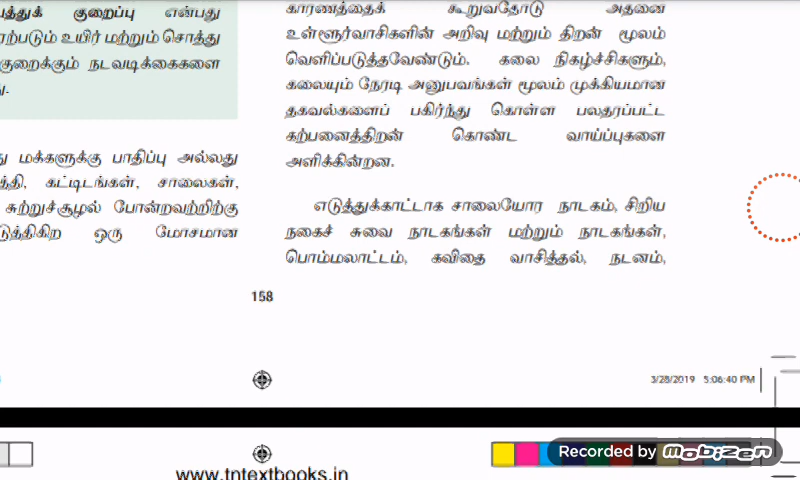 த்துக் குறைப்பு என்பது
ரற்படும் உயிர் மற்றும் சொத்து
குறைக்கும் நடவடிக்கைகளை
து.
து மக்களுக்கு பாதிப்பு அல்லது
த்தி, கட்டிடங்கள், சாலைகள்,
சுற்றுச்சூழல் போன்றவற்றிற்கு
டுத்திகிற ஒரு மோசமான
காரணத்தைக் கூறுவதோடு அதனை
உள்ளூர்வாசிகளின் அறிவு மற்றும் திறன் மூலம்
வெளிப்படுத்தவேண்டும். கலை நிகழ்ச்சிகளும்,
கலையும் நேரடி அனுபவங்கள் மூலம் முக்கியமான
தகவல்களைப் பகிர்ந்து கொள்ள பலதரப்பட்ட
கற்பனைத்திறன் கொண்ட வாய்ப்புகளை
அளிக்கின்றன.
எடுத்துக்காட்டாக சாலையோர நாடகம், சிறிய
நகைச் சுவை நாடகங்கள் மற்றும் நாடகங்கள்,
பொம்மலாட்டம், கவிதை வாசித்தல், நடனம்,
158
3/28/2019 5:06:40 PM
Recorded by mobizen
www.tntextbooks.in